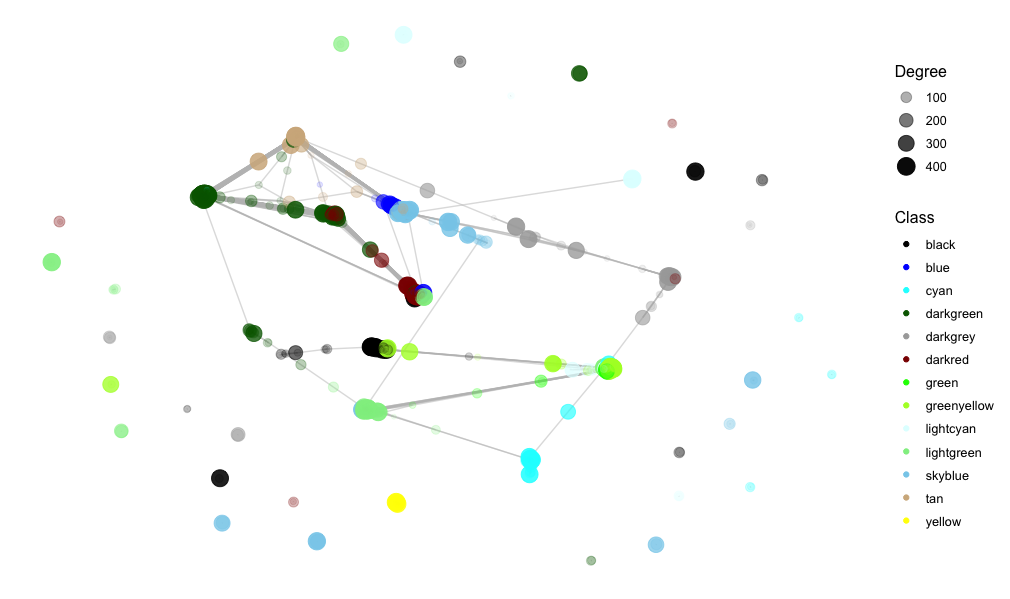 Degree
100
200
300
400
Class
black
blue
cyan
darkgreen
darkgrey
darkred
green
greenyellow
lightcyan
lightgreen
skyblue
tan
yellow